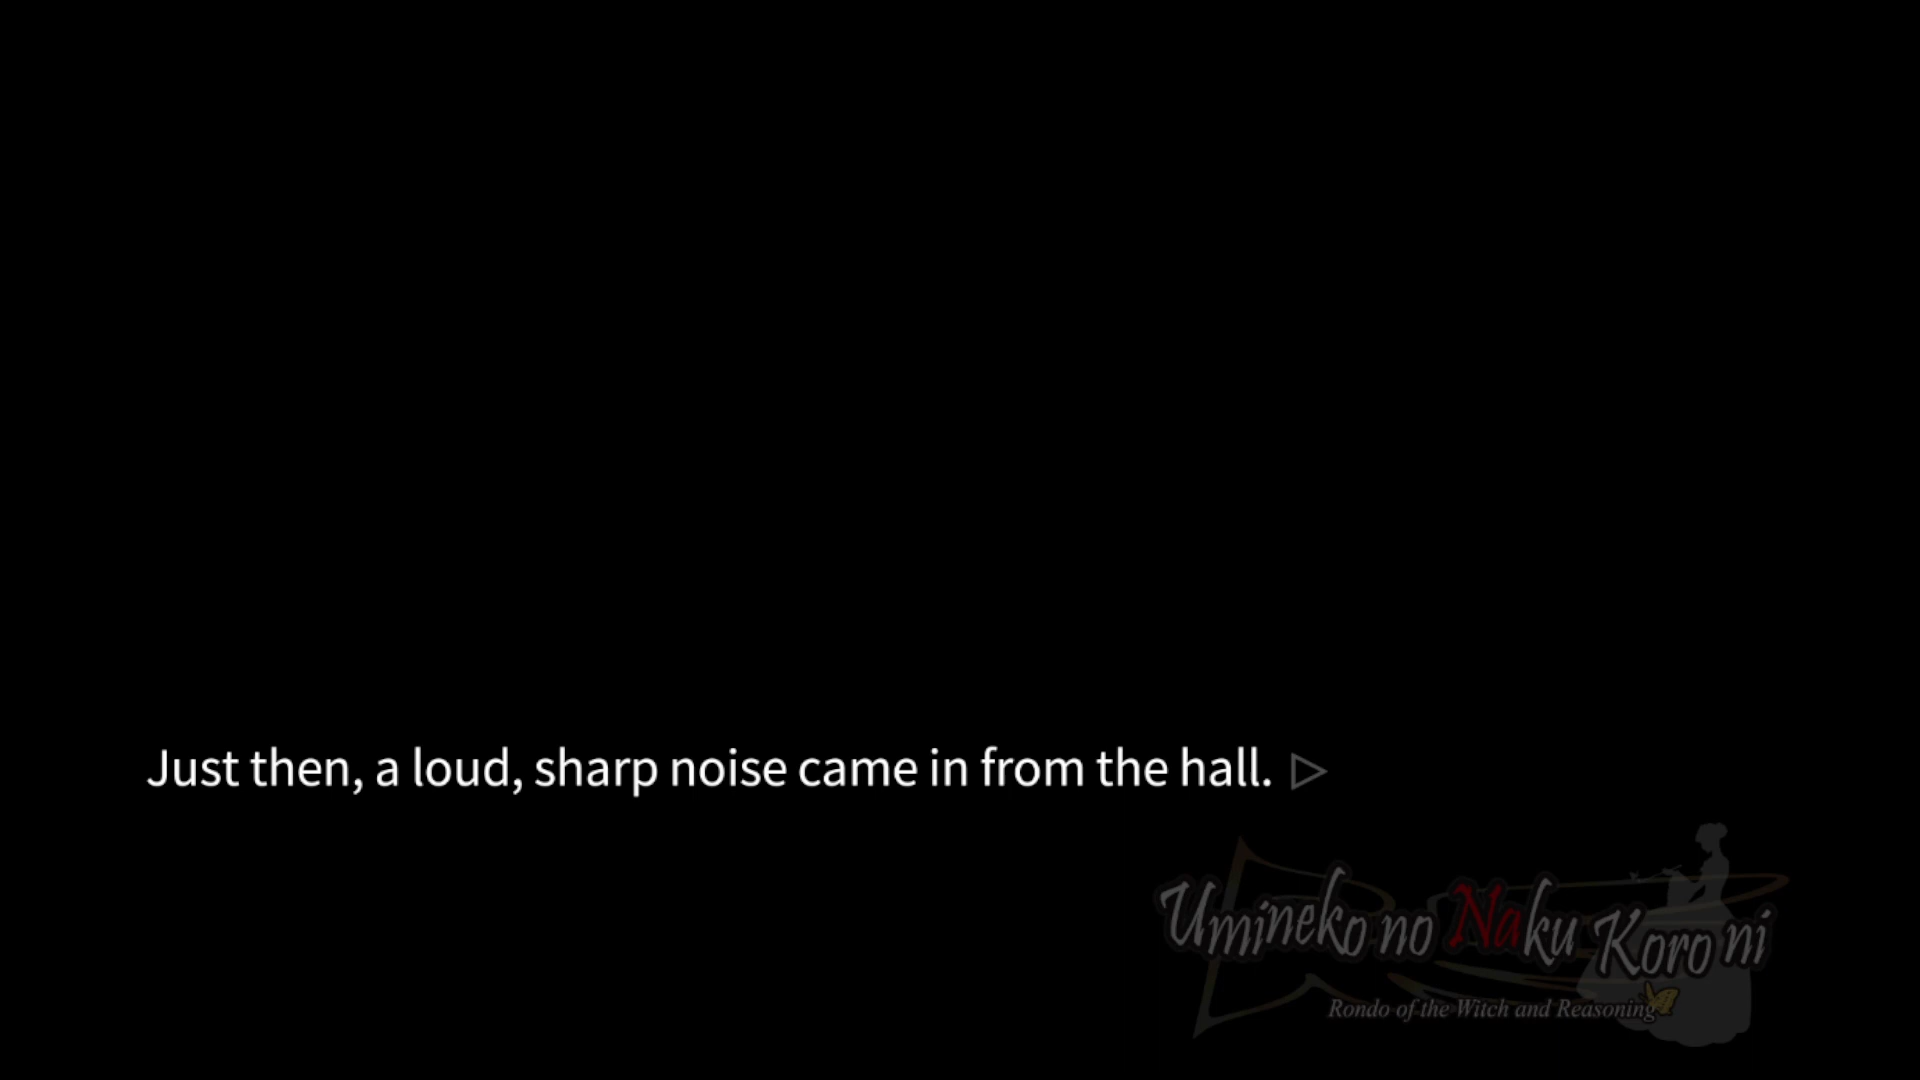 Just then, a loud, sharp noise came in from the hall.
Umineko no Naku Koro ni
Rondo of the Witch and Reasoning